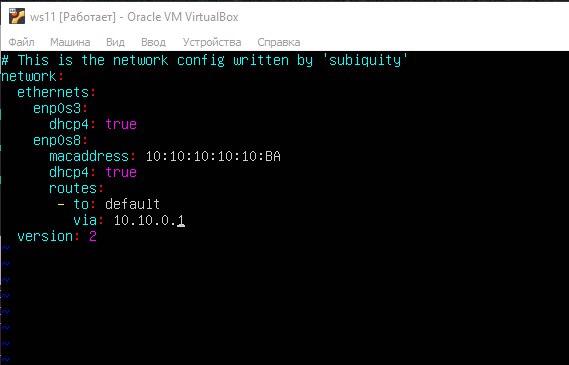 ws11 [Работает] - Oracle VM VirtualBox
Файл Машина Вид Ввод Устройства Справка
# This is the network config written by 'subiquity'
network:
  ethernets:
    enp0s3:
      dhcp4: true
    enp0s8:
      macaddress: 10:10:10:10:10:BA
      dhcp4: true
      routes:
       - to: default
         via: 10.10.0.1
  version: 2
~
~
~
~
~
~
~
~